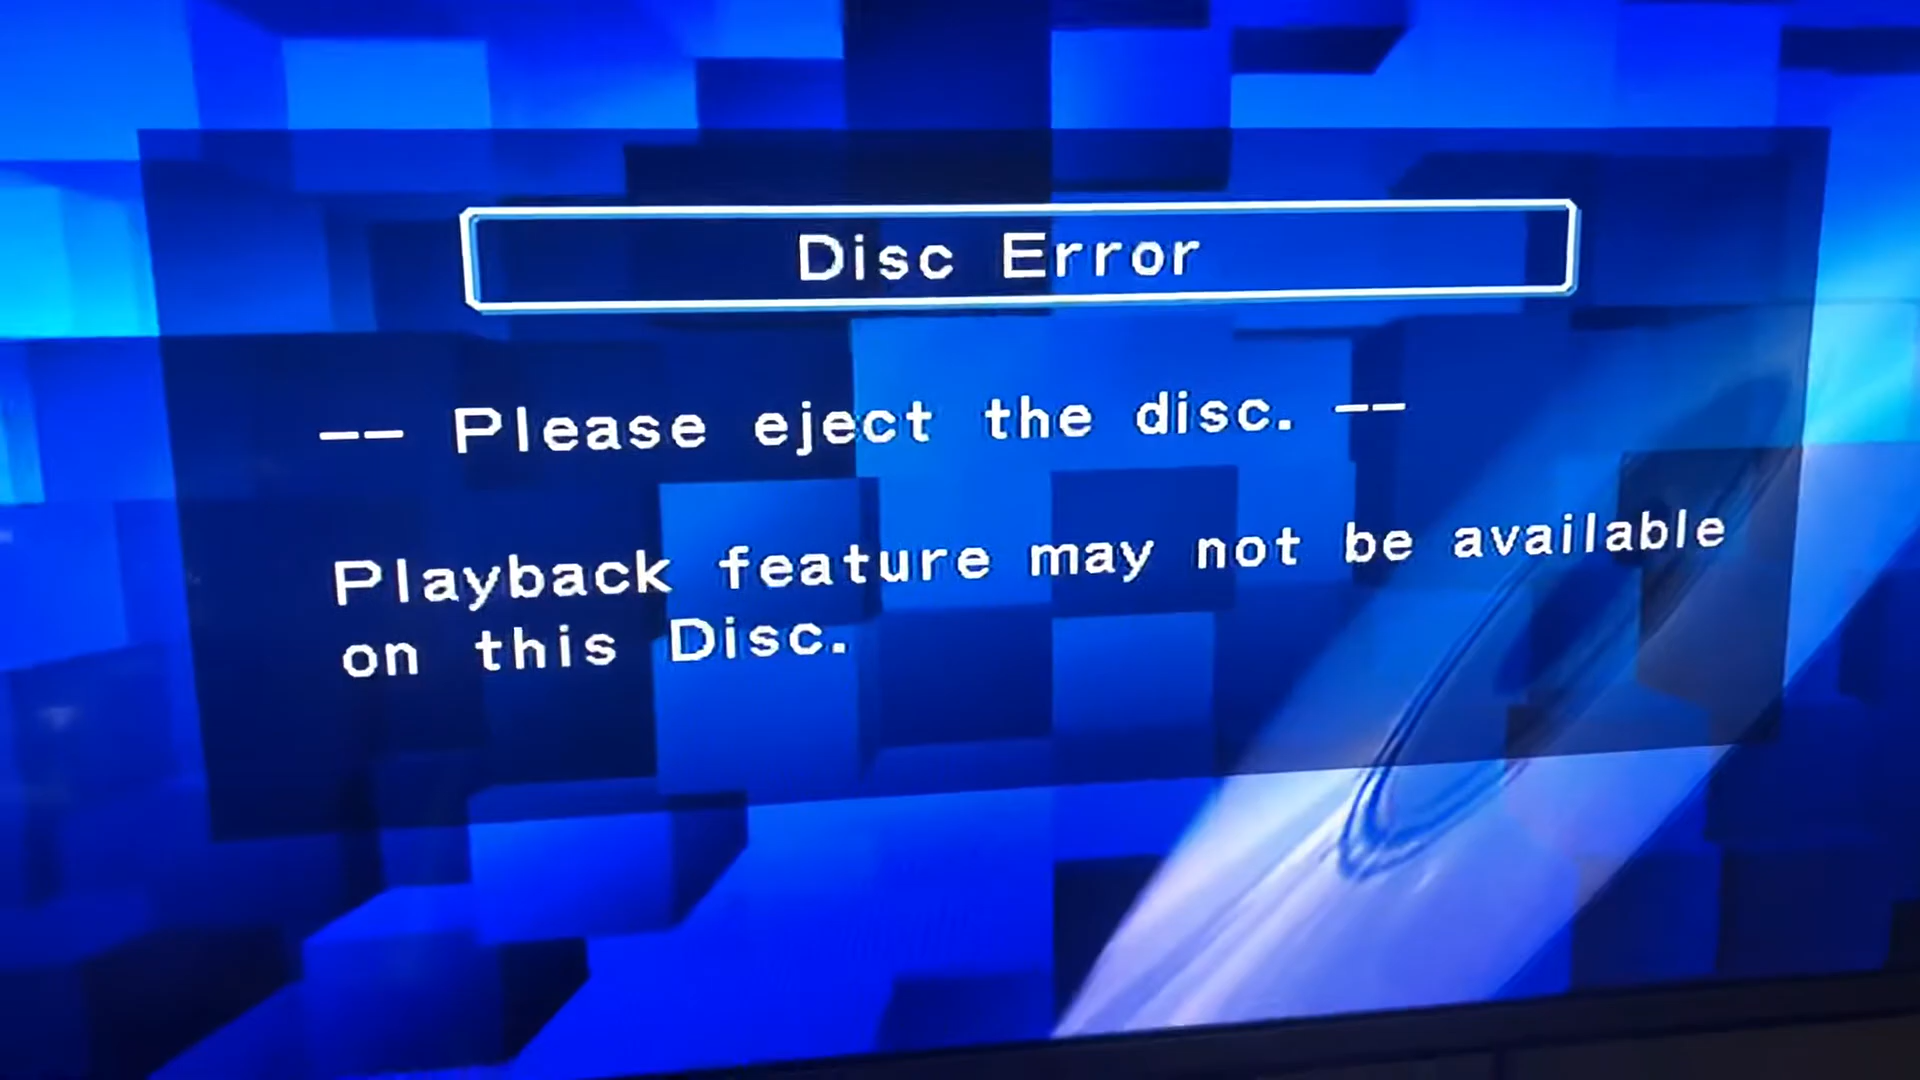 Disc Error
-- Please eject the disc. --
Playback feature may not be available
on this Disc.